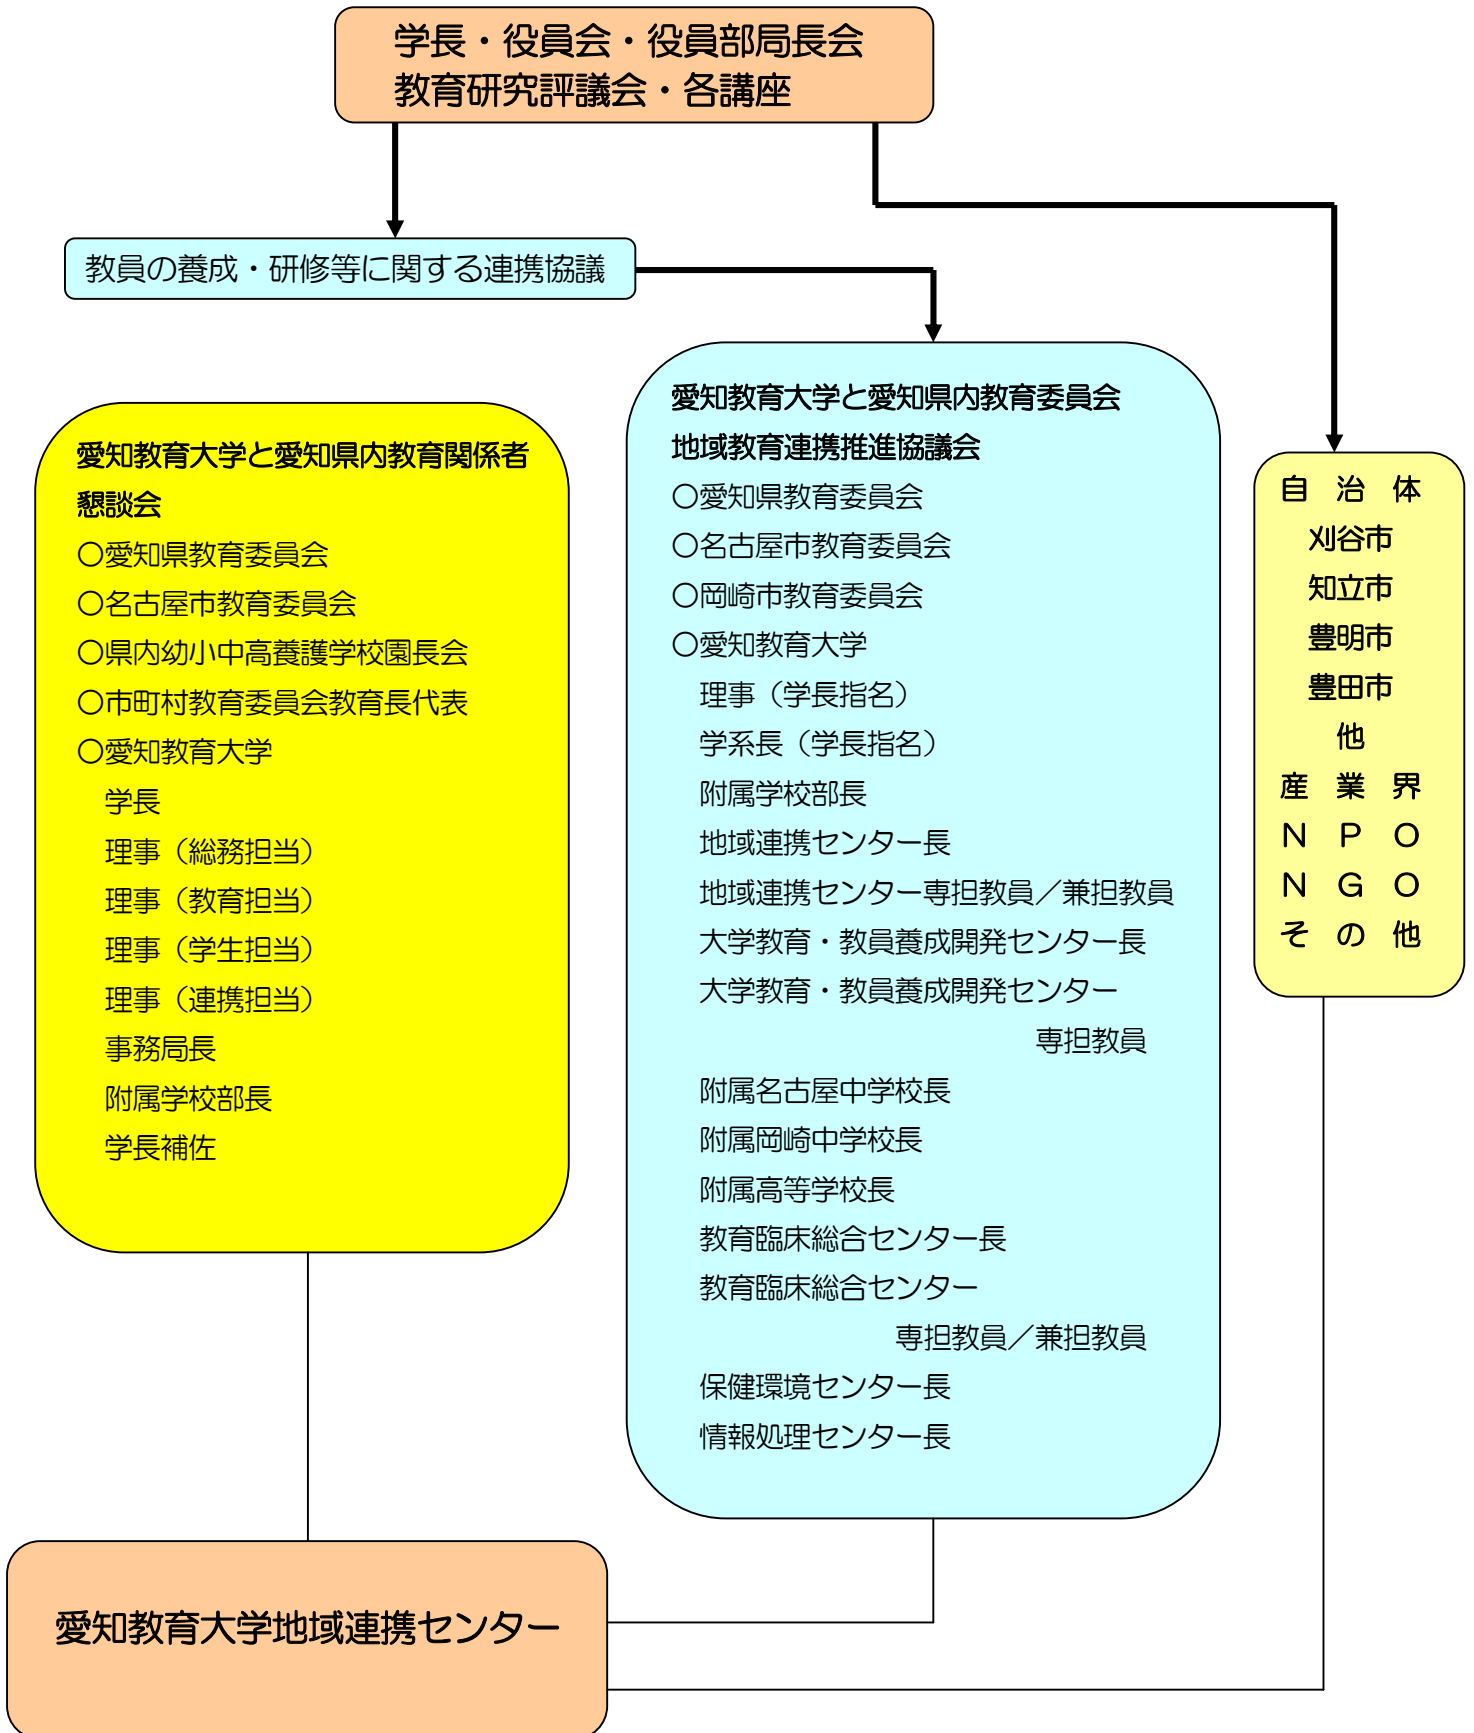 学長・役員会・役員部局長会
教育研究評議会・各講座
教員の養成・研修等に関する連携協議
愛知教育大学と愛知県内教育関係者
懇談会
〇愛知県教育委員会
〇名古屋市教育委員会
〇県内幼小中高養護学校園長会
〇市町村教育委員会教育長代表
〇愛知教育大学
学長
理事（総務担当）
理事（教育担当）
理事（学生担当）
理事（連携担当）
事務局長
附属学校部長
学長補佐
愛知教育大学と愛知県内教育委員会
地域教育連携推進協議会
〇愛知県教育委員会
〇名古屋市教育委員会
〇岡崎市教育委員会
〇愛知教育大学
理事（学長指名）
学系長（学長指名）
附属学校部長
地域連携センター長
地域連携センター専担教員／兼担教員
大学教育・教員養成開発センター長
大学教育・教員養成開発センター
専担教員
附属名古屋中学校長
附属岡崎中学校長
附属高等学校長
教育臨床総合センター長
教育臨床総合センター
専担教員／兼担教員
保健環境センター長
情報処理センター長
自　治　体
刈谷市
知立市
豊明市
豊田市
他
産　業　界
Ｎ　Ｐ　Ｏ
Ｎ　Ｇ　Ｏ
そ　の　他
愛知教育大学地域連携センター